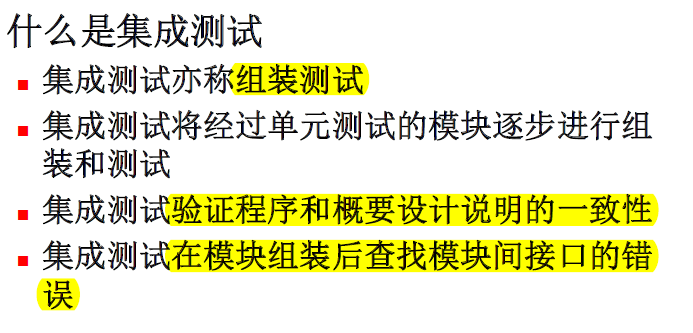 什么是集成测试
集成测试亦称组装测试
集成测试将经过单元测试的模块逐步进行组
装和测试
集成测试验证程序和概要设计说明的一致性
集成测试在模块组装后查找模块间接口的错
误